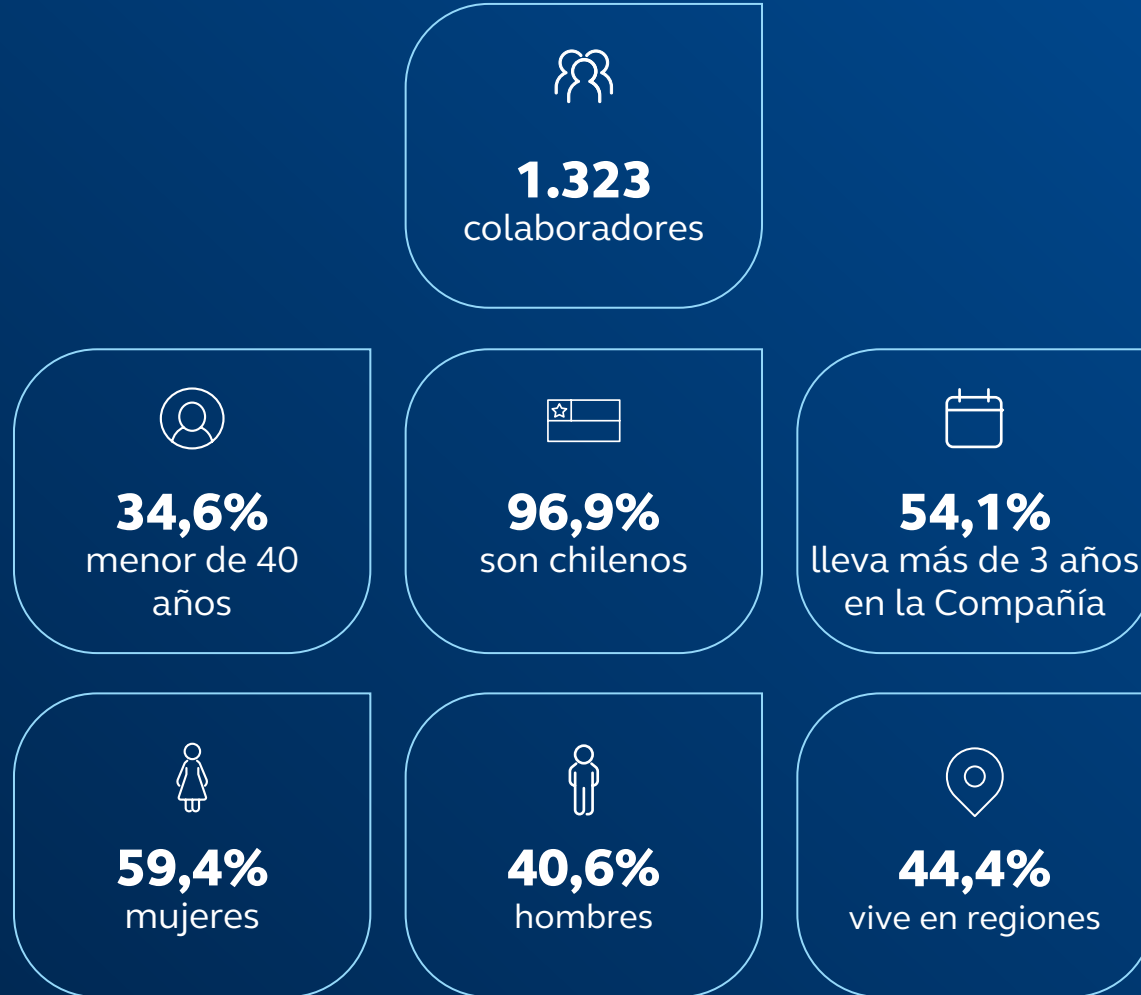 1.323
colaboradores
34,6%
menor de 40
años
96,9%
son chilenos
54,1%
lleva más de 3 años
en la Compañía
59,4%
mujeres
40,6%
hombres
44,4%
vive en regiones